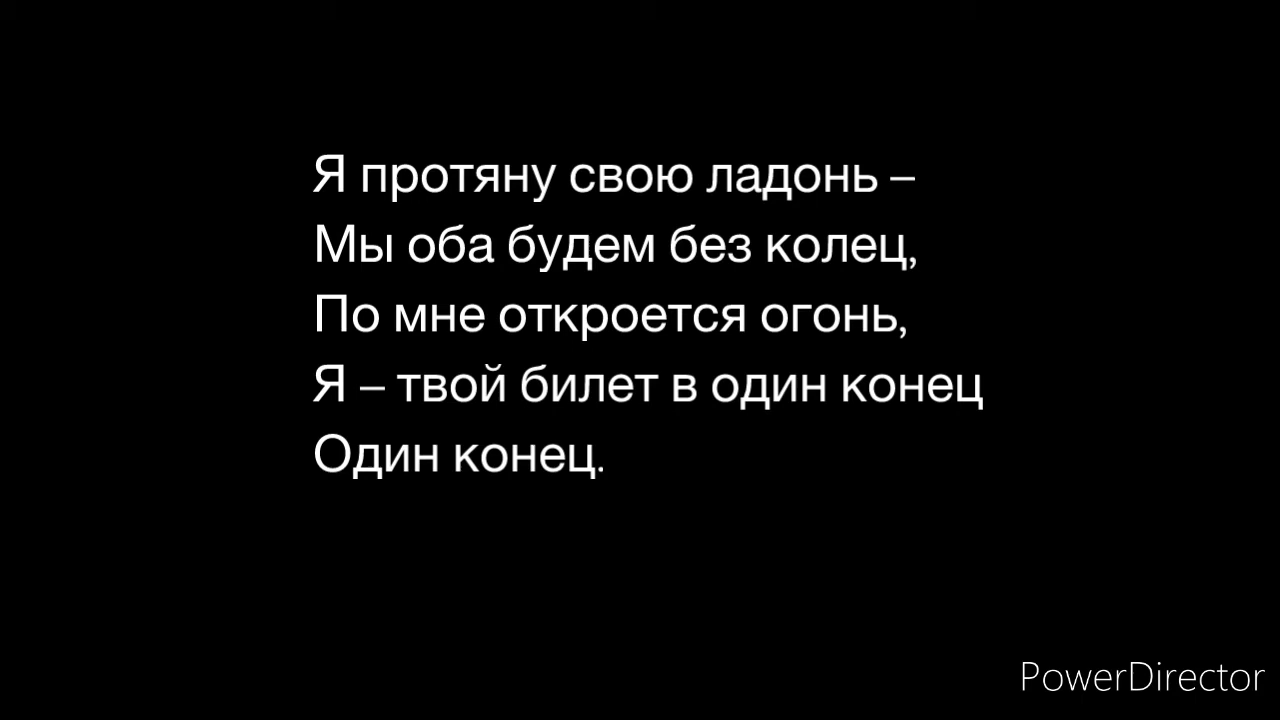 Я протяну свою ладонь –
Мы оба будем без колец,
По мне откроется огонь,
Я – твой билет в один конец
Один конец.
PowerDirector